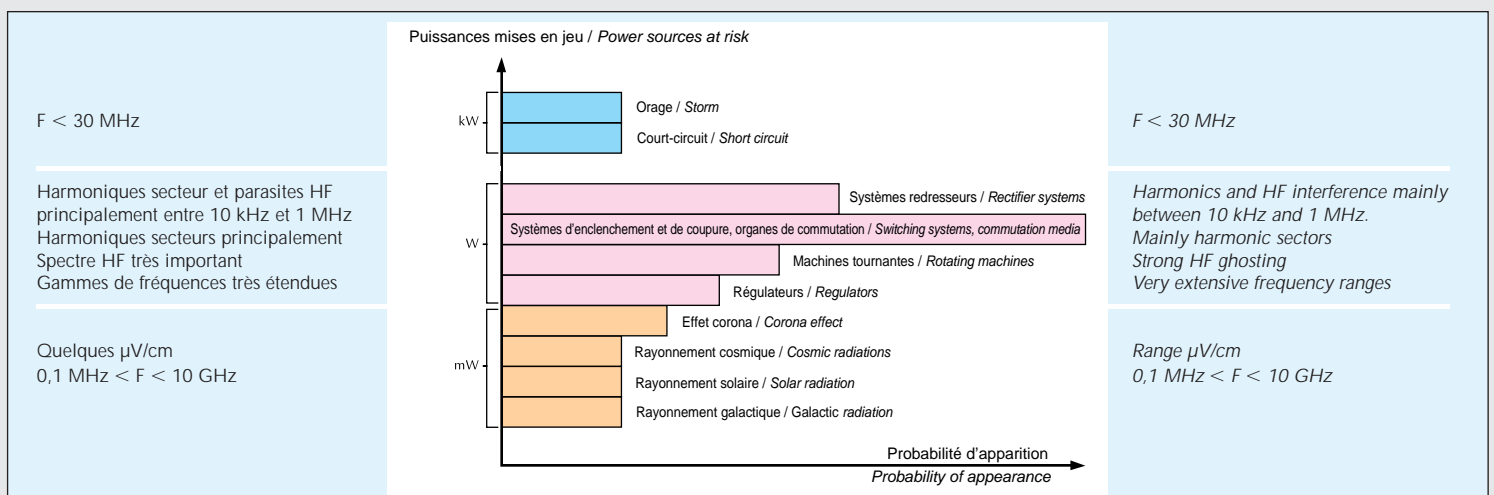 Puissances mises en jeu / Power sources at risk
F < 30 MHz
Harmoniques secteur et parasites HF
principalement entre 10 kHz et 1 MHz
Harmoniques secteurs principalement
Spectre HF très important
Gammes de fréquences très étendues
Quelques µV/cm
0,1 MHz < F < 10 GHz
kW
Orage / Storm
Court-circuit / Short circuit
W
Systèmes redresseurs / Rectifier systems
Systèmes d'enclenchement et de coupure, organes de commutation / Switching systems, commutation media
Machines tournantes / Rotating machines
Régulateurs / Regulators
mW
Effet corona / Corona effect
Rayonnement cosmique / Cosmic radiations
Rayonnement solaire / Solar radiation
Rayonnement galactique / Galactic radiation
Probabilité d'apparition
Probability of appearance
F < 30 MHz
Harmonics and HF interference mainly
between 10 kHz and 1 MHz.
Mainly harmonic sectors
Strong HF ghosting
Very extensive frequency ranges
Range µV/cm
0,1 MHz < F < 10 GHz